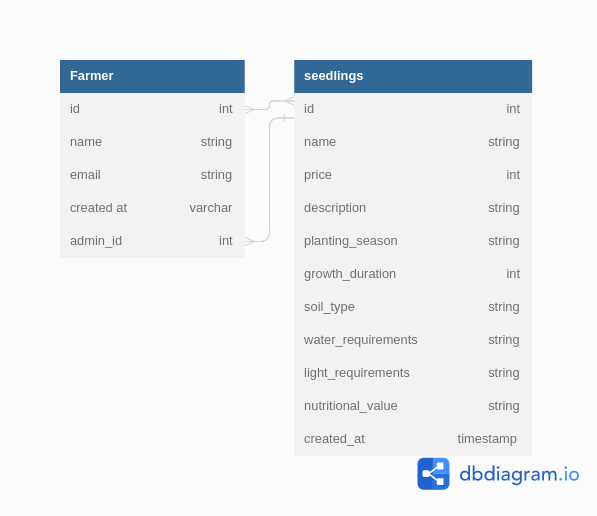 Farmer
id int
name string
email string
created at varchar
admin_id int
seedlings
id int
name string
price int
description string
planting_season string
growth_duration int
soil_type string
water_requirements string
light_requirements string
nutritional_value string
created_at timestamp
dbdiagram.io